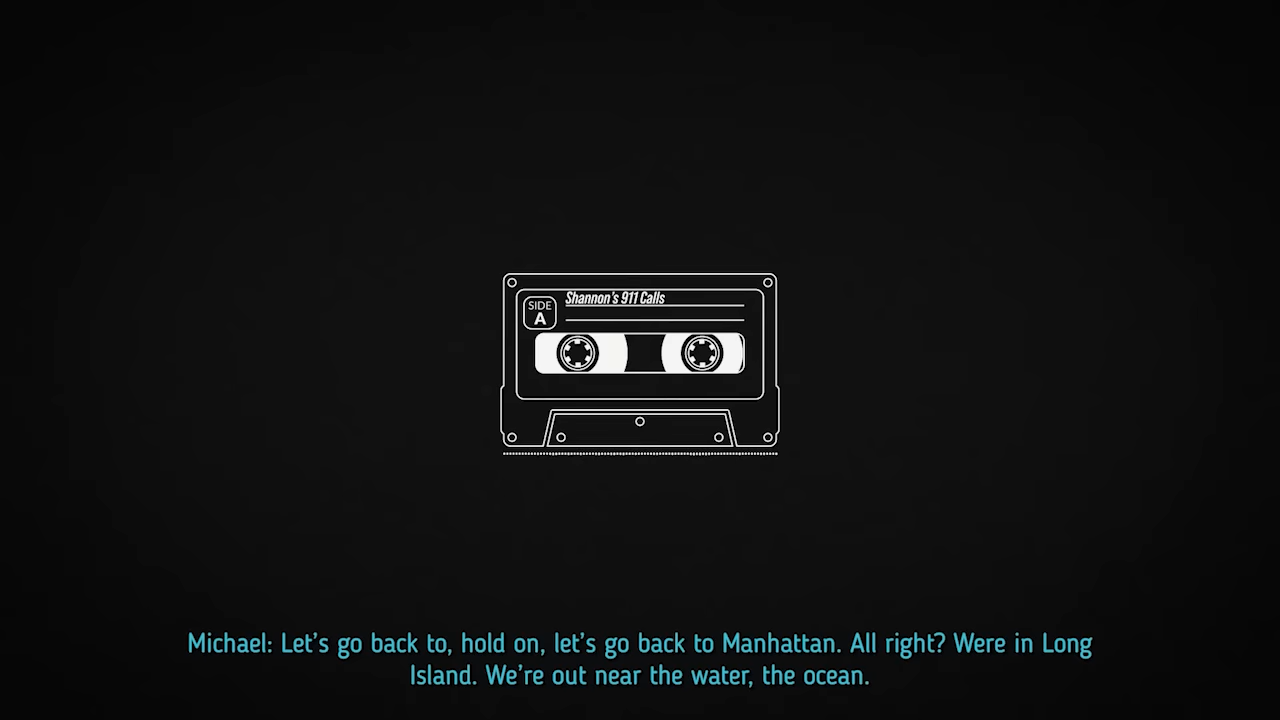 Shannon's 911 Calls
SIDE
A
Michael: Let's go back to, hold on, let's go back to Manhattan. All right? Were in Long
Island. We're out near the water, the ocean.